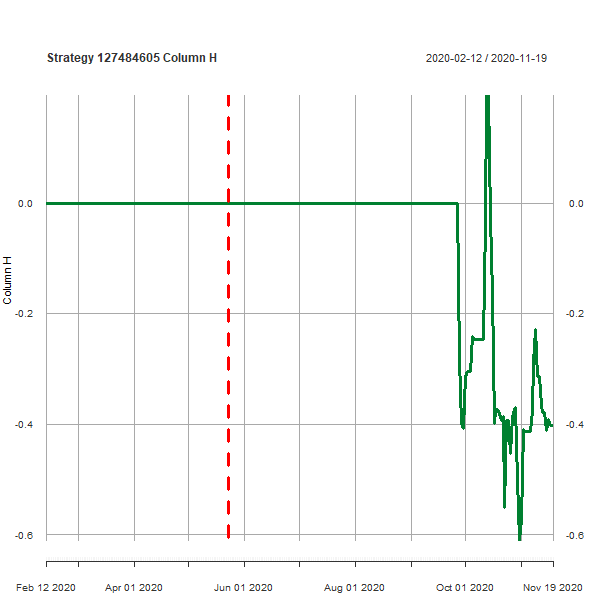 Strategy 127484605 Column H
2020-02-12 / 2020-11-19
0.0 0.0
-0.2 -0.2
Column H
-0.4 -0.4
-0.6 -0.6
Feb 12 2020 Apr 01 2020 Jun 01 2020 Aug 01 2020 Oct 01 2020 Nov 19 2020